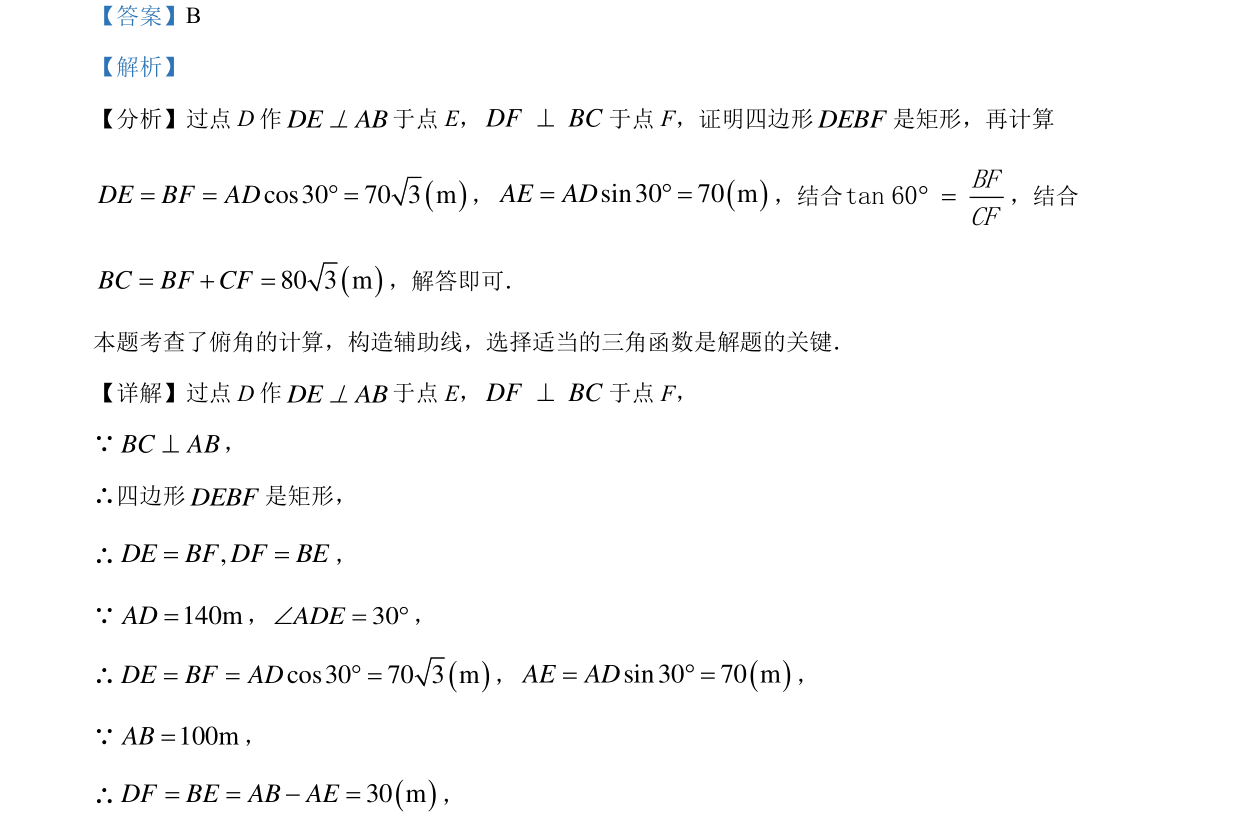 【答案】B
【解析】
【分析】过点 D 作 DE ⊥ AB 于点 E，DF ⊥ BC 于点 F，证明四边形 DEBF 是矩形，再计算
DE = BF = AD cos 30° = 70√3 (m)，AE = AD sin 30° = 70 (m)，结合 tan 60° = BF/CF，结合
BC = BF + CF = 80√3 (m)，解答即可．
本题考查了俯角的计算，构造辅助线，选择适当的三角函数是解题的关键．
【详解】过点 D 作 DE ⊥ AB 于点 E，DF ⊥ BC 于点 F，
∵ BC ⊥ AB，
∴四边形 DEBF 是矩形，
∴ DE = BF, DF = BE，
∵ AD = 140m，∠ADE = 30°，
∴ DE = BF = AD cos 30° = 70√3 (m)，AE = AD sin 30° = 70 (m)，
∵ AB = 100m，
∴ DF = BE = AB − AE = 30 (m)，